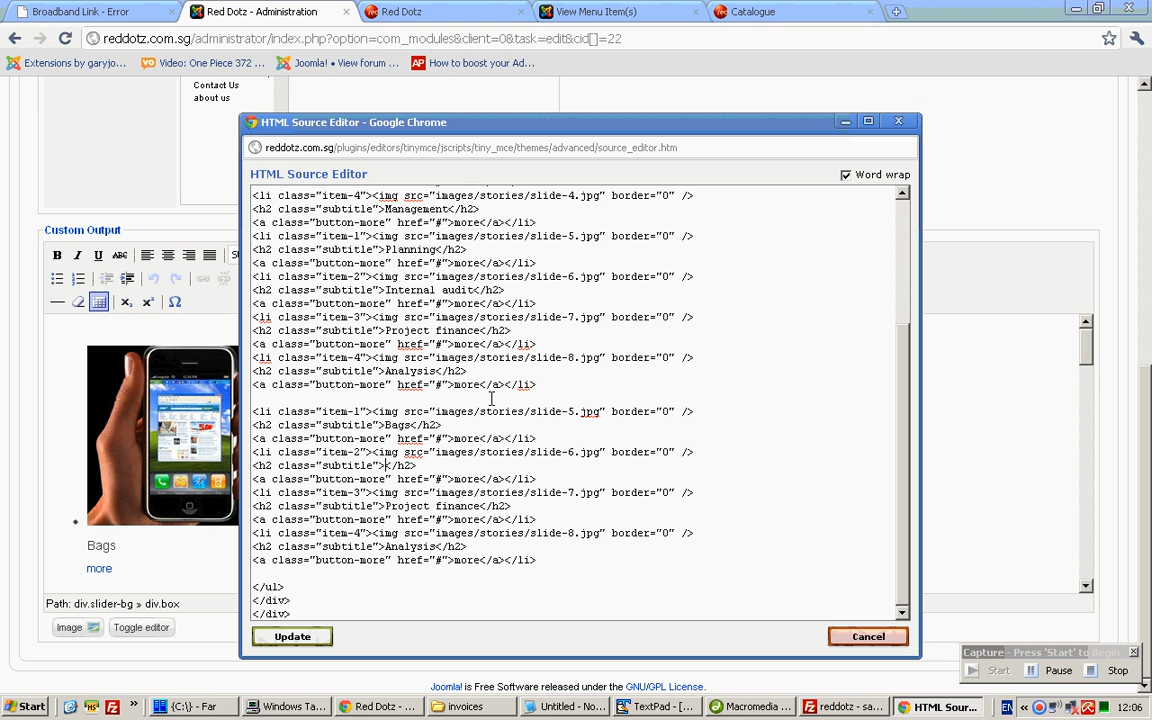 Broadband Link - Error
Red Dotz - Administration
Red Dotz
View Menu Item(s)
Catalogue
reddotz.com.sg/administrator/index.php?option=com_modules&client=0&task=edit&cid[]=22
Extensions by garyjo...
Video: One Piece 372 ...
Joomla! • View forum ...
How to boost your Ad...
Contact Us
about us
HTML Source Editor - Google Chrome
reddotz.com.sg/plugins/editors/tinymce/jscripts/tiny_mce/themes/advanced/source_editor.htm
HTML Source Editor
Word wrap
<li class="item-4"><img src="images/stories/slide-4.jpg" border="0" />
<h2 class="subtitle">Management</h2>
<a class="button-more" href="#">more</a></li>
<li class="item-1"><img src="images/stories/slide-5.jpg" border="0" />
<h2 class="subtitle">Planning</h2>
<a class="button-more" href="#">more</a></li>
<li class="item-2"><img src="images/stories/slide-6.jpg" border="0" />
<h2 class="subtitle">Internal audit</h2>
<a class="button-more" href="#">more</a></li>
<li class="item-3"><img src="images/stories/slide-7.jpg" border="0" />
<h2 class="subtitle">Project finance</h2>
<a class="button-more" href="#">more</a></li>
<li class="item-4"><img src="images/stories/slide-8.jpg" border="0" />
<h2 class="subtitle">Analysis</h2>
<a class="button-more" href="#">more</a></li>
<li class="item-1"><img src="images/stories/slide-5.jpg" border="0" />
<h2 class="subtitle">Bags</h2>
<a class="button-more" href="#">more</a></li>
<li class="item-2"><img src="images/stories/slide-6.jpg" border="0" />
<h2 class="subtitle"></h2>
<a class="button-more" href="#">more</a></li>
<li class="item-3"><img src="images/stories/slide-7.jpg" border="0" />
<h2 class="subtitle">Project finance</h2>
<a class="button-more" href="#">more</a></li>
<li class="item-4"><img src="images/stories/slide-8.jpg" border="0" />
<h2 class="subtitle">Analysis</h2>
<a class="button-more" href="#">more</a></li>
</ul>
</div>
</div>
Update
Cancel
Custom Output
B I U ABC
Bags
more
Path: div.slider-bg » div.box
Image
Toggle editor
Capture - Press 'Start' to Begin
Start
Pause
Stop
Joomla! is Free Software released under the GNU/GPL License.
Start
{C:\} - Far
Windows Ta...
Red Dotz - ...
invoices
Untitled - No...
TextPad - [...
Macromedia ...
reddotz - sa...
HTML Sour...
EN
12:06